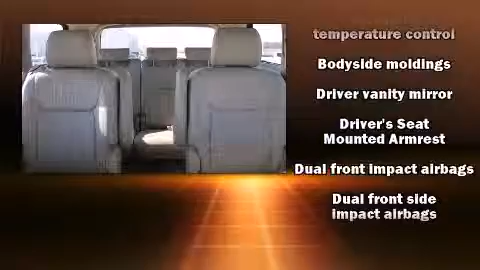 temperature control
Bodyside moldings
Driver vanity mirror
Driver's Seat
Mounted Armrest
Dual front impact airbags
Dual front side
impact airbags